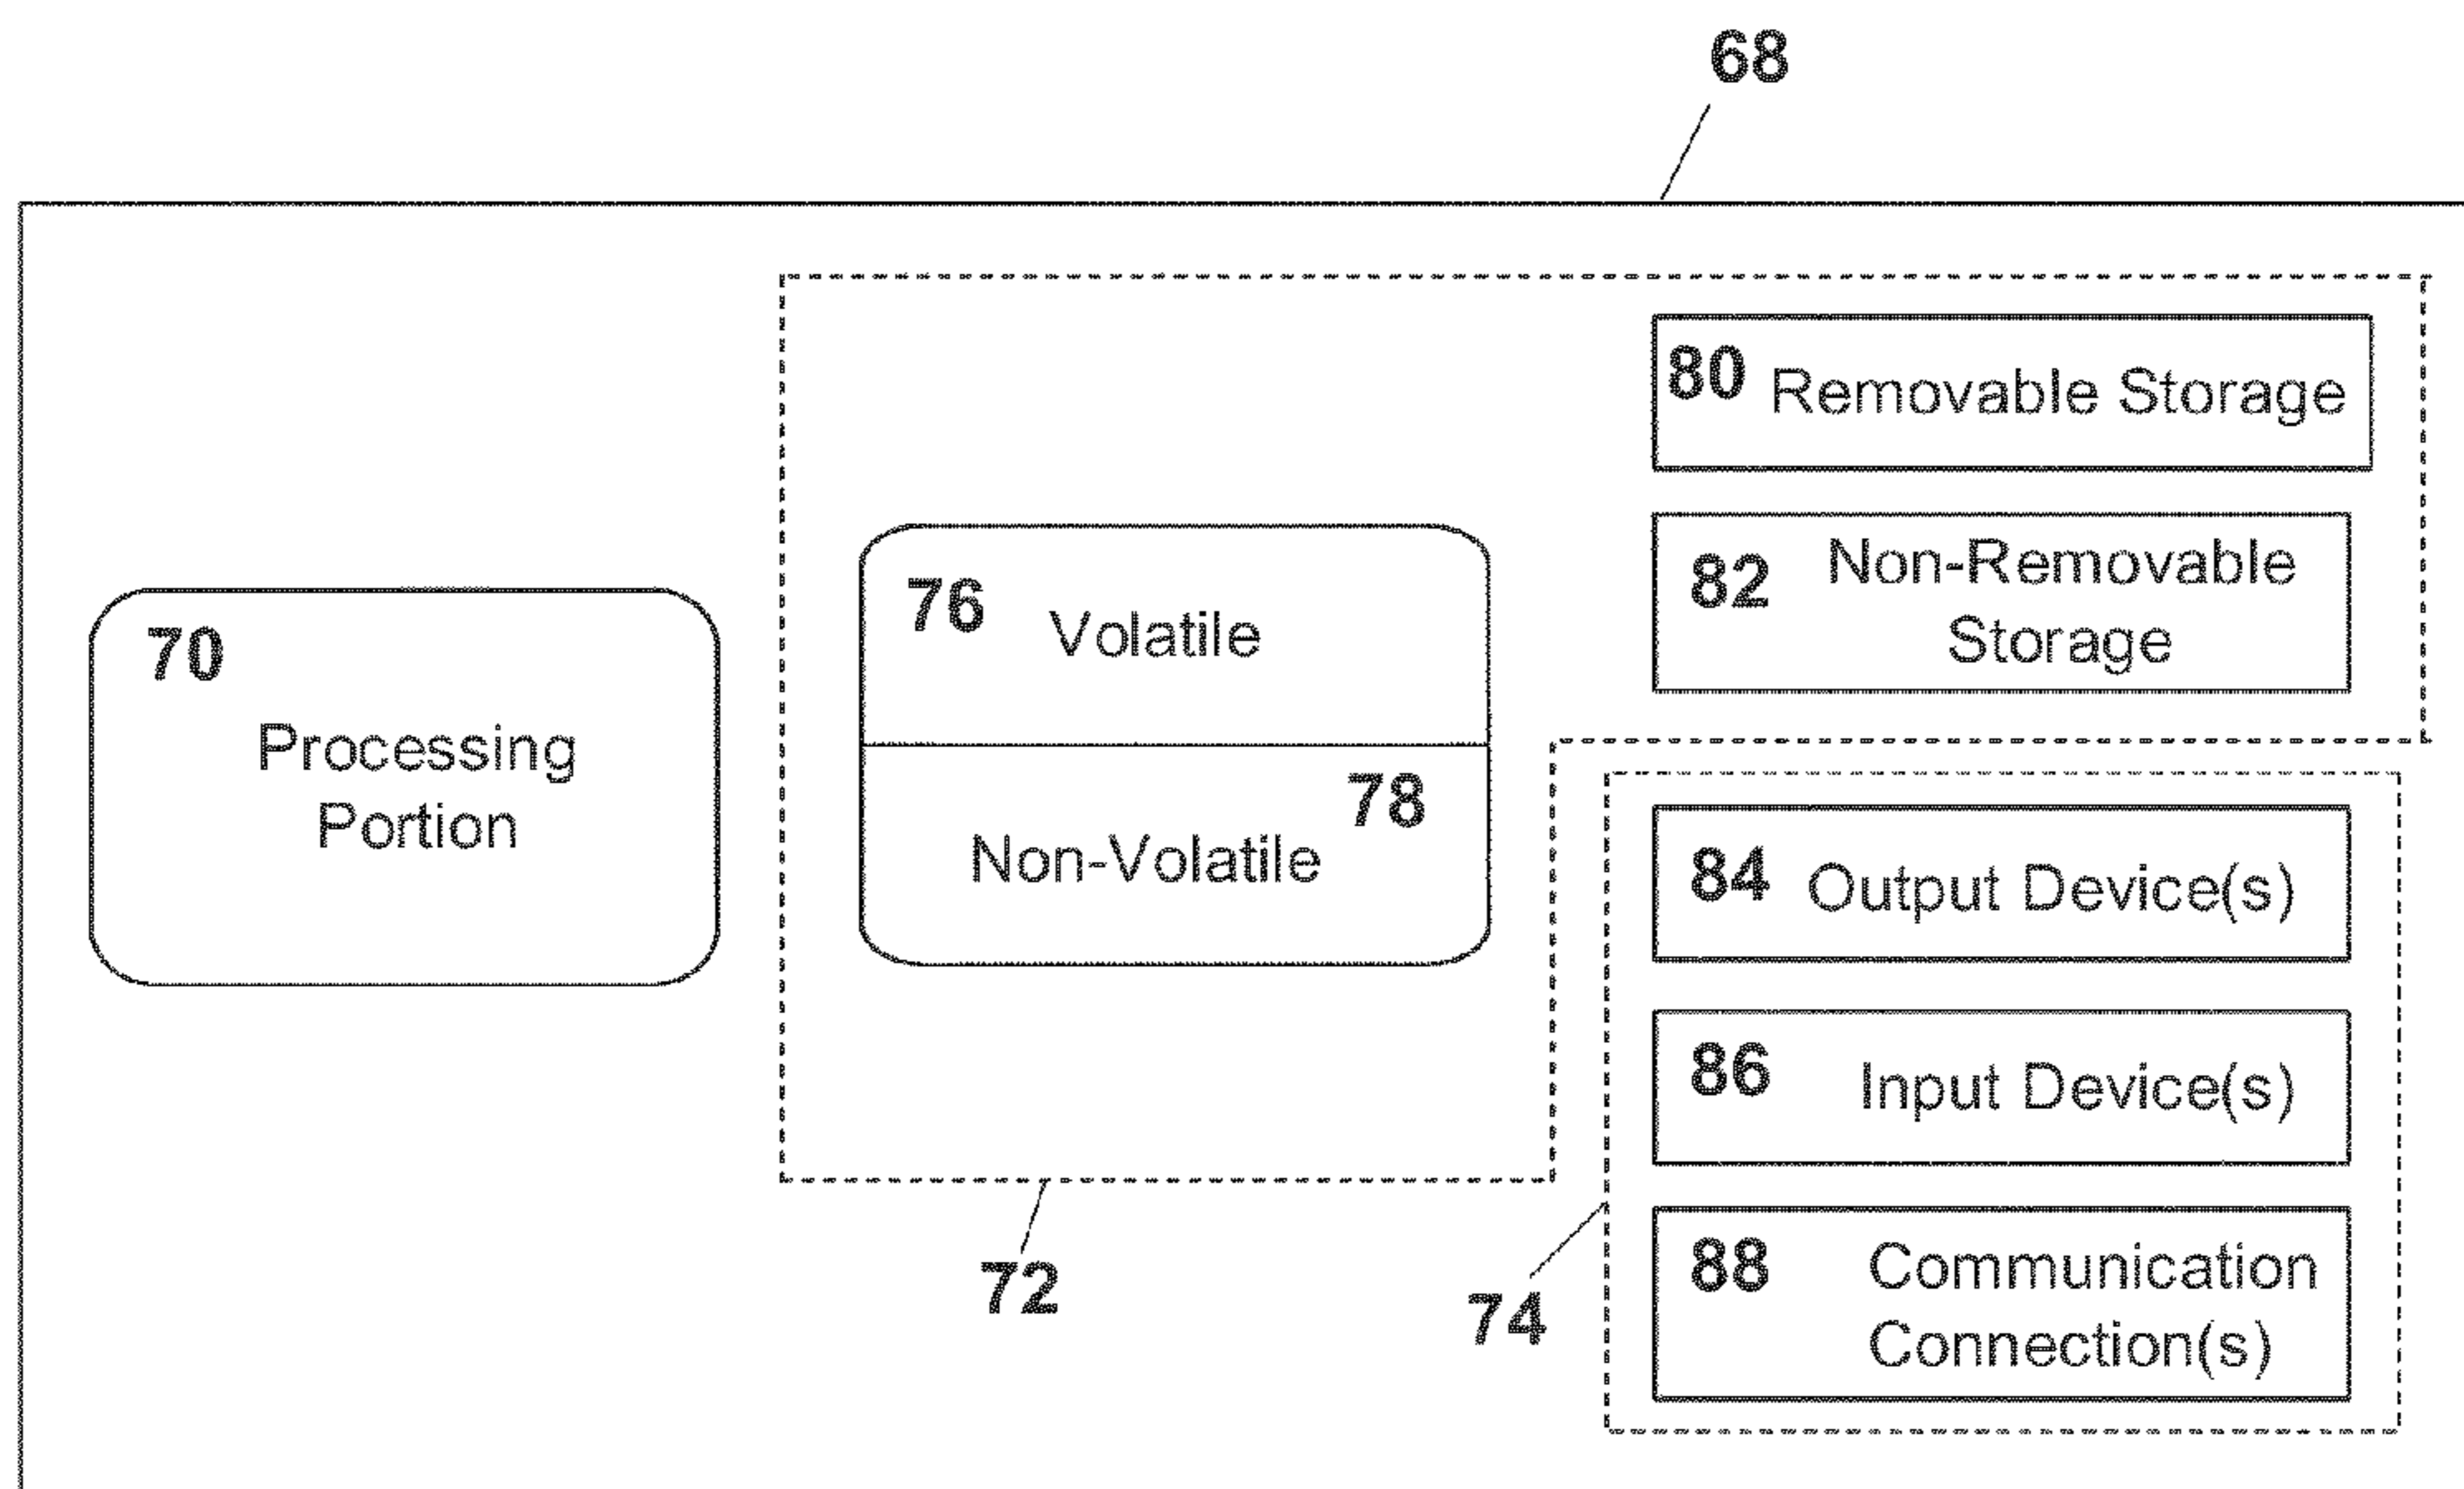 68
80 Removable Storage
82 Non-Removable
Storage
76 Volatile
70
Processing
Portion
78
Non-Volatile
84 Output Device(s)
86 Input Device(s)
72
74
88 Communication
Connection(s)